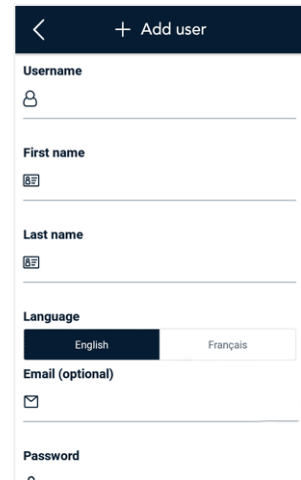 Add user
Username
First name
Last name
Language
English Français
Email (optional)
Password